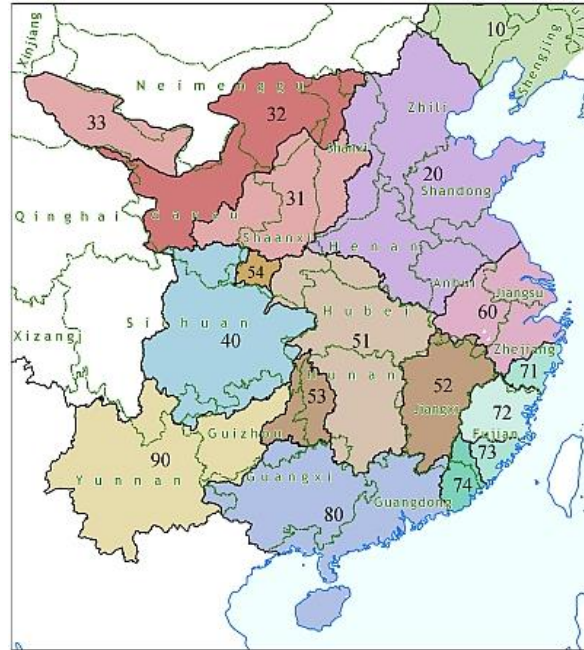 10
Xinjiang
Shengjing
Neimenggu
Zhili
33
32
Shanxi
20
Shandong
31
Qinghai
Gansu
Shaanxi
Henan
54
Anhui
Jiangsu
60
Xizang
Sichuan
Hubei
40
51
Zhejiang
71
Hunan
52
53
72
Jiangxi
Guizhou
Fujian
90
73
Yunnan
Guangxi
74
80
Guangdong